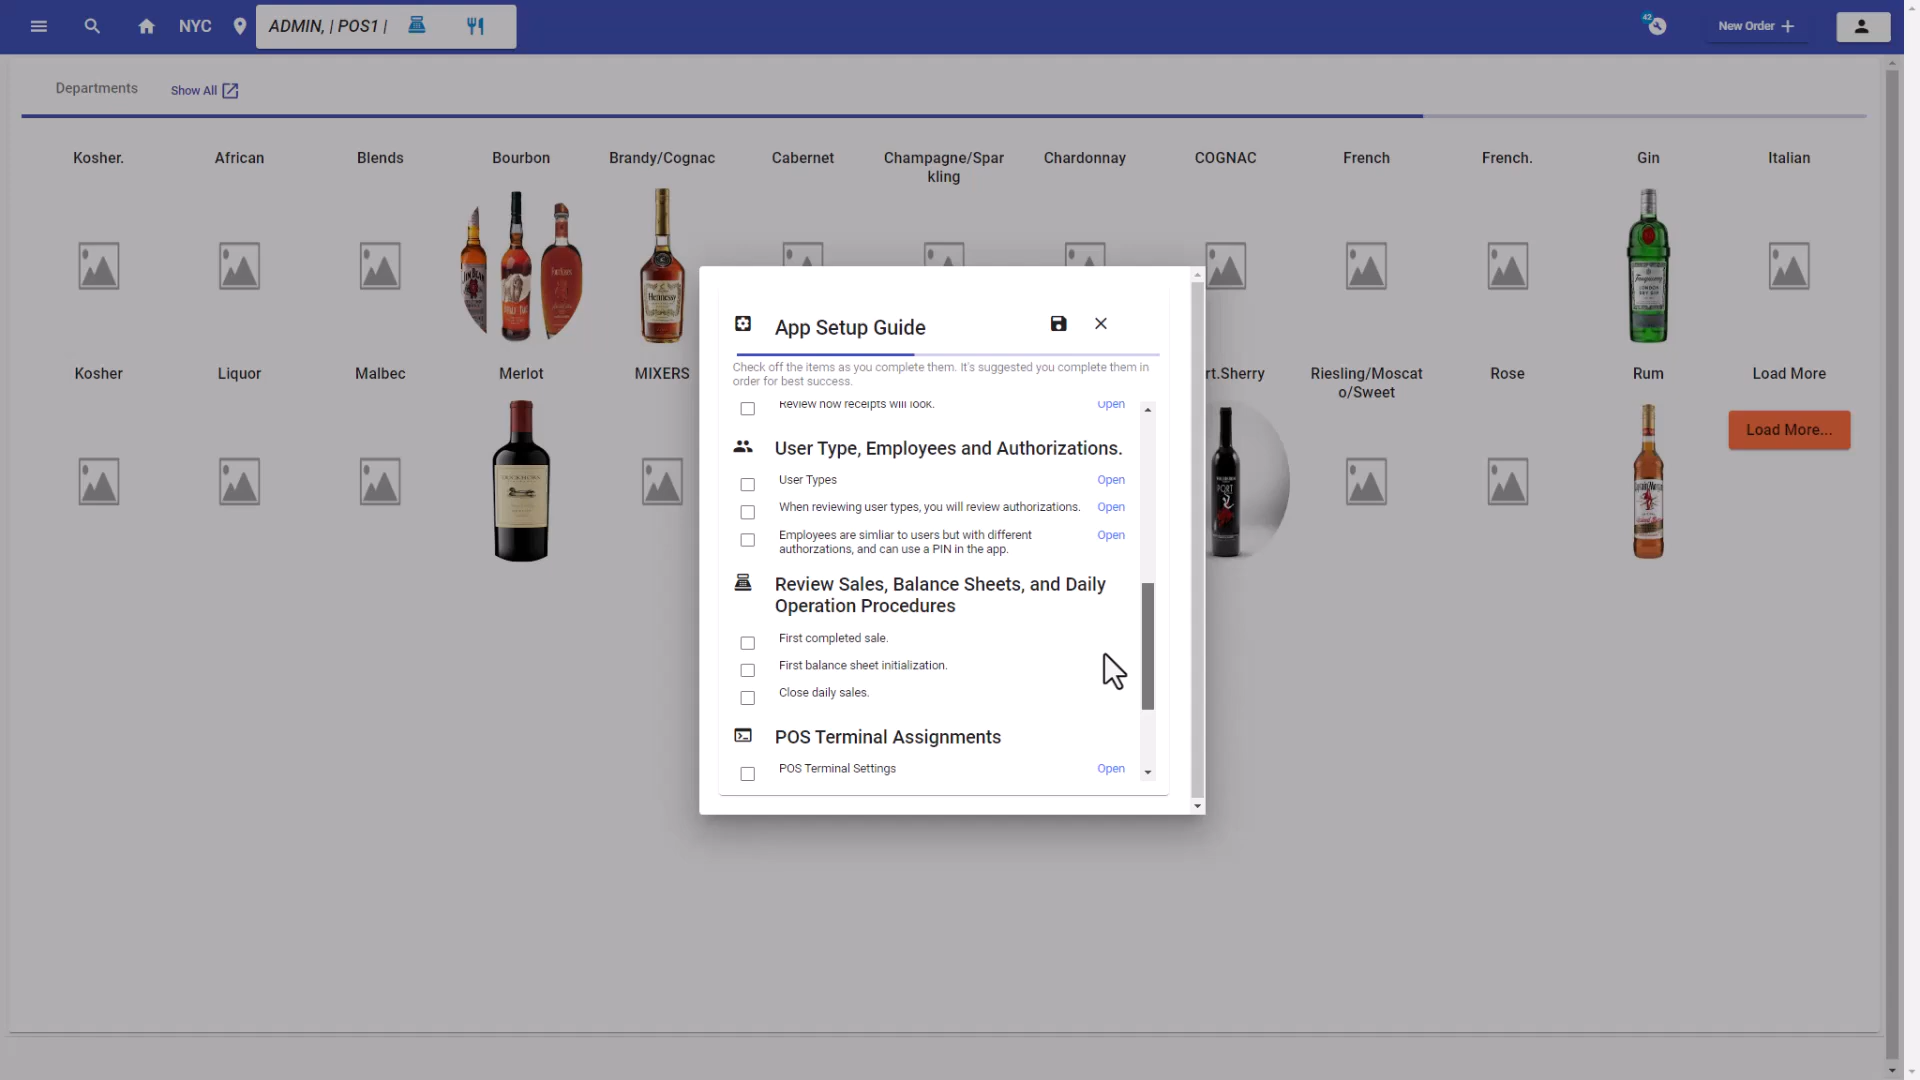 NYC
ADMIN, | POS1 |
42
New Order
Departments
Show All
Kosher.
African
Blends
Bourbon
Brandy/Cognac
Cabernet
Champagne/Spar
kling
Chardonnay
COGNAC
French
French.
Gin
Italian
Hennessy
Tanqueray
Kosher
Liquor
Malbec
Merlot
MIXERS
rt.Sherry
Riesling/Moscat
o/Sweet
Rose
Rum
Load More
Load More...
DUCKHORN
PORT
App Setup Guide
Check off the items as you complete them. It's suggested you complete them in
order for best success.
Review how receipts will look.
Open
User Type, Employees and Authorizations.
User Types
Open
When reviewing user types, you will review authorizations.
Open
Employees are simliar to users but with different
authorzations, and can use a PIN in the app.
Open
Review Sales, Balance Sheets, and Daily
Operation Procedures
First completed sale.
First balance sheet initialization.
Close daily sales.
POS Terminal Assignments
POS Terminal Settings
Open